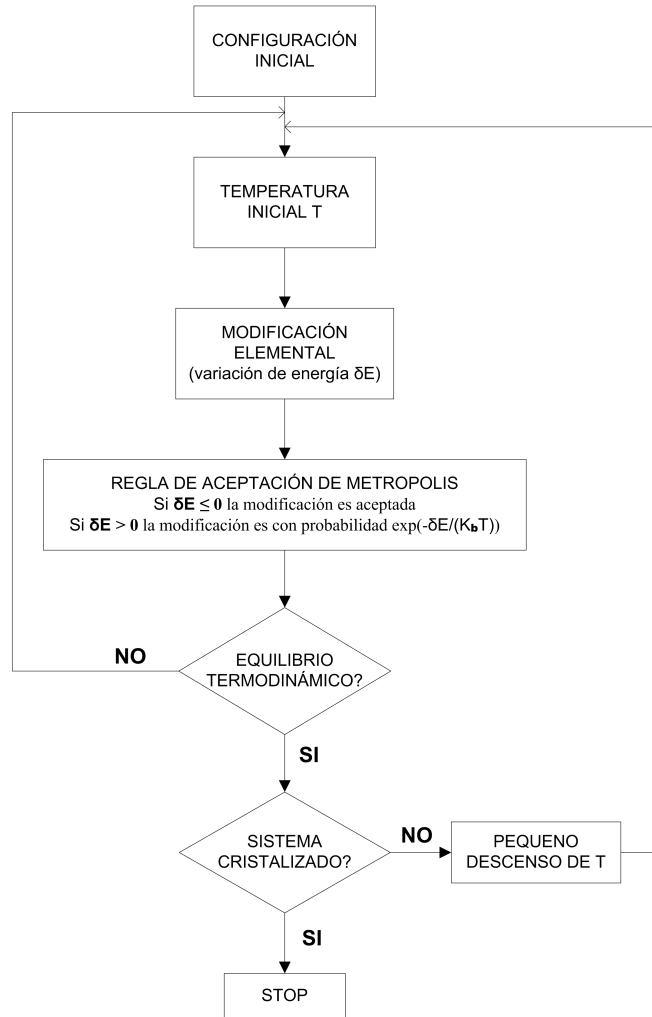 CONFIGURACIÓN
INICIAL
TEMPERATURA
INICIAL T
MODIFICACIÓN
ELEMENTAL
(variación de energía δE)
REGLA DE ACEPTACIÓN DE METROPOLIS
Si δE ≤ 0 la modificación es aceptada
Si δE > 0 la modificación es con probabilidad exp(-δE/(K_bT))
NO
EQUILIBRIO
TERMODINÁMICO?
SI
SISTEMA
CRISTALIZADO?
NO
PEQUENO
DESCENSO DE T
SI
STOP